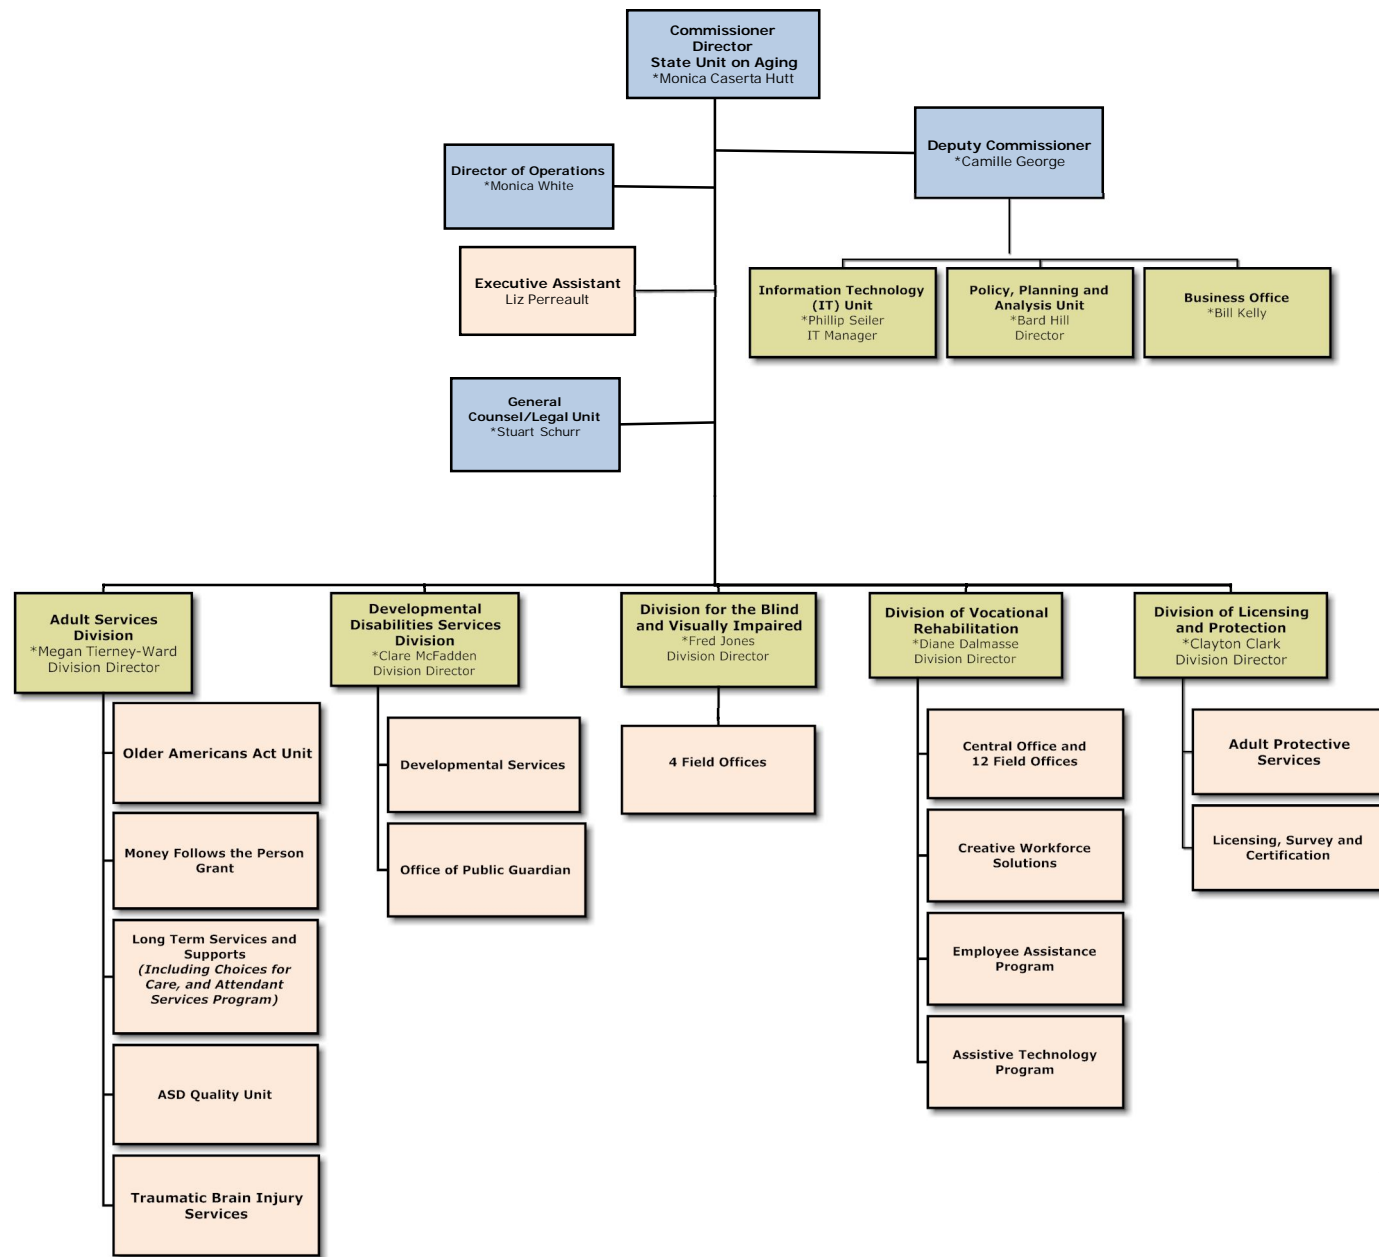 Commissioner
Director
State Unit on Aging
*Monica Caserta Hutt
Deputy Commissioner
*Camille George
Director of Operations
*Monica White
Executive Assistant
Liz Perreault
Information Technology
(IT) Unit
*Phillip Seiler
IT Manager
Policy, Planning and
Analysis Unit
*Bard Hill
Director
Business Office
*Bill Kelly
General
Counsel/Legal Unit
*Stuart Schurr
Adult Services
Division
*Megan Tierney-Ward
Division Director
Developmental
Disabilities Services
Division
*Clare McFadden
Division Director
Division for the Blind
and Visually Impaired
*Fred Jones
Division Director
Division of Vocational
Rehabilitation
*Diane Dalmasse
Division Director
Division of Licensing
and Protection
*Clayton Clark
Division Director
Older Americans Act Unit
Money Follows the Person
Grant
Long Term Services and
Supports
(Including Choices for
Care, and Attendant
Services Program)
ASD Quality Unit
Traumatic Brain Injury
Services
Developmental Services
Office of Public Guardian
4 Field Offices
Central Office and
12 Field Offices
Creative Workforce
Solutions
Employee Assistance
Program
Assistive Technology
Program
Adult Protective
Services
Licensing, Survey and
Certification